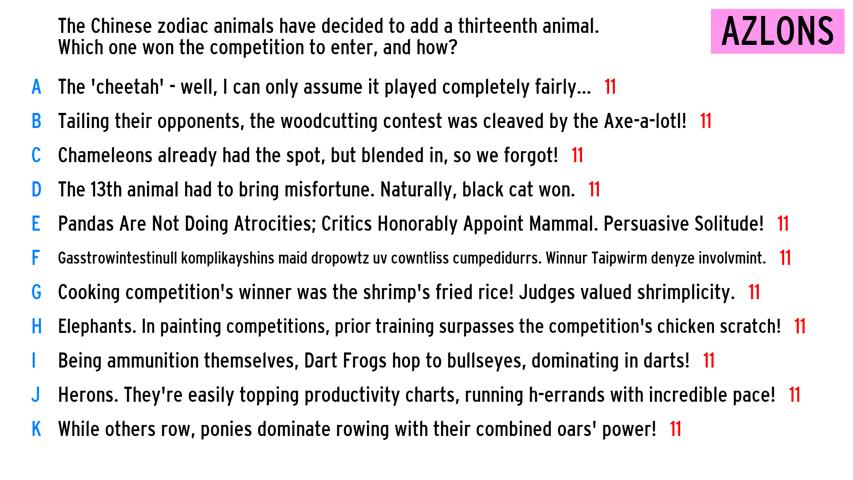 The Chinese zodiac animals have decided to add a thirteenth animal.
Which one won the competition to enter, and how?
AZLONS
A The 'cheetah' - well, I can only assume it played completely fairly... 11
B Tailing their opponents, the woodcutting contest was cleaved by the Axe-a-lotl! 11
C Chameleons already had the spot, but blended in, so we forgot! 11
D The 13th animal had to bring misfortune. Naturally, black cat won. 11
E Pandas Are Not Doing Atrocities; Critics Honorably Appoint Mammal. Persuasive Solitude! 11
F Gasstrowintestinull komplikayshins maid dropowtz uv cowntliss cumpedidurrs. Winnur Taipwirm denyze involvmint. 11
G Cooking competition's winner was the shrimp's fried rice! Judges valued shrimplicity. 11
H Elephants. In painting competitions, prior training surpasses the competition's chicken scratch! 11
I Being ammunition themselves, Dart Frogs hop to bullseyes, dominating in darts! 11
J Herons. They're easily topping productivity charts, running h-errands with incredible pace! 11
K While others row, ponies dominate rowing with their combined oars' power! 11